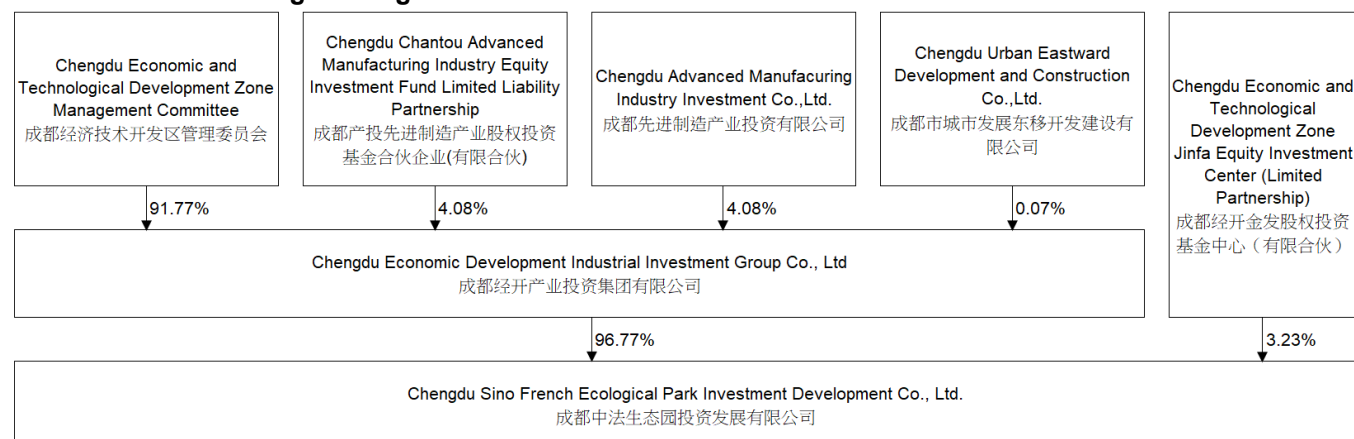 Chengdu Economic and
Technological Development Zone
Management Committee
成都经济技术开发区管理委员会
Chengdu Chantou Advanced
Manufacturing Industry Equity
Investment Fund Limited Liability
Partnership
成都产投先进制造产业股权投资
基金合伙企业(有限合伙)
Chengdu Advanced Manufacuring
Industry Investment Co.,Ltd.
成都先进制造产业投资有限公司
Chengdu Urban Eastward
Development and Construction
Co.,Ltd.
成都市城市发展东移开发建设有
限公司
Chengdu Economic and
Technological
Development Zone
Jinfa Equity Investment
Center (Limited
Partnership)
成都经开金发股权投资
基金中心（有限合伙）
91.77%
4.08%
4.08%
0.07%
Chengdu Economic Development Industrial Investment Group Co., Ltd
成都经开产业投资集团有限公司
96.77%
3.23%
Chengdu Sino French Ecological Park Investment Development Co., Ltd.
成都中法生态园投资发展有限公司